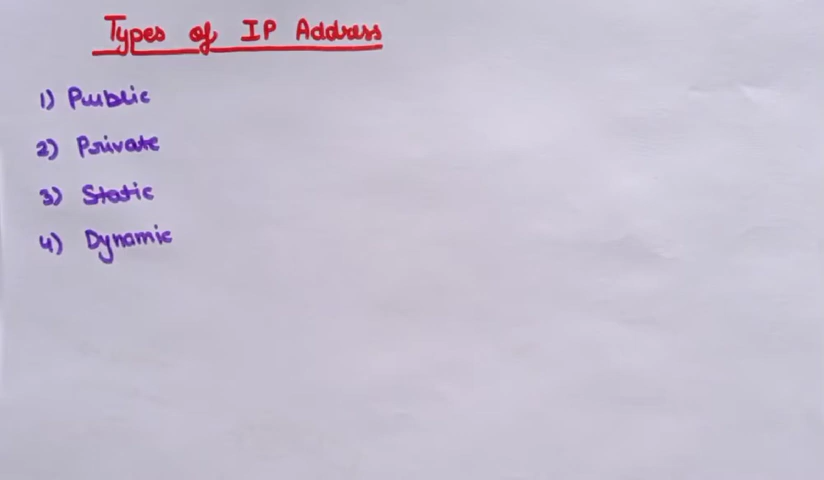 Types of IP Address
1) Public
2) Private
3) Static
4) Dynamic